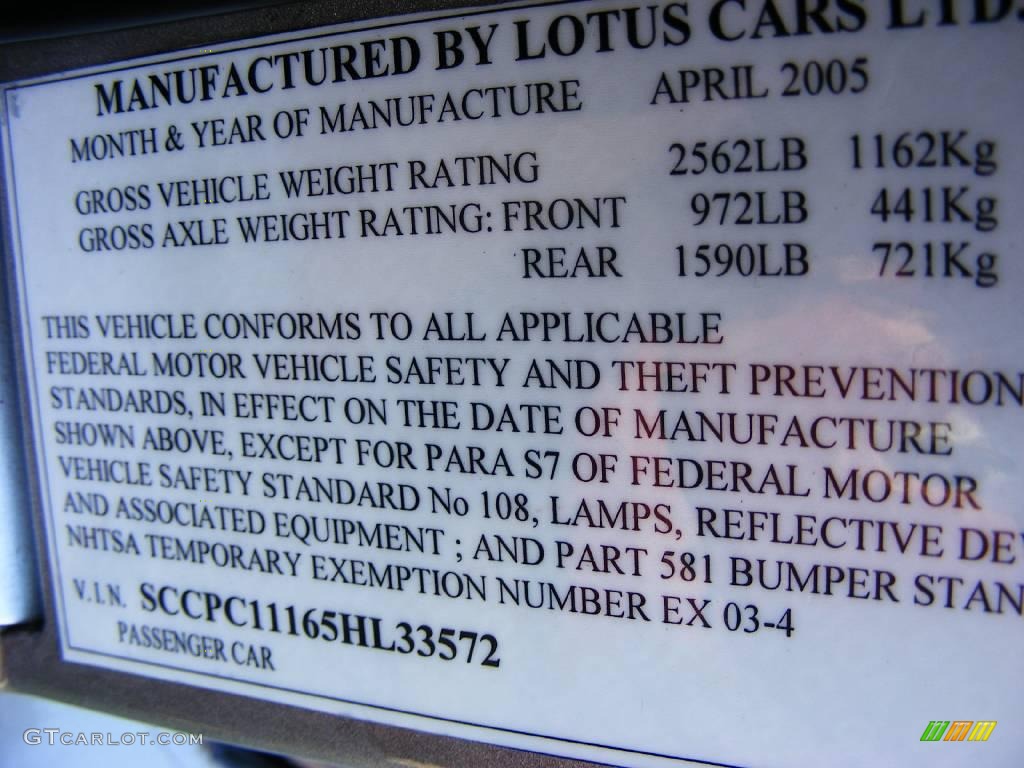 MANUFACTURED BY LOTUS CARS LTD.
MONTH & YEAR OF MANUFACTURE APRIL 2005
GROSS VEHICLE WEIGHT RATING 2562LB 1162Kg
GROSS AXLE WEIGHT RATING: FRONT 972LB 441Kg
REAR 1590LB 721Kg
THIS VEHICLE CONFORMS TO ALL APPLICABLE
FEDERAL MOTOR VEHICLE SAFETY AND THEFT PREVENTION
STANDARDS, IN EFFECT ON THE DATE OF MANUFACTURE
SHOWN ABOVE, EXCEPT FOR PARA S7 OF FEDERAL MOTOR
VEHICLE SAFETY STANDARD No 108, LAMPS, REFLECTIVE DE
AND ASSOCIATED EQUIPMENT ; AND PART 581 BUMPER STAN
NHTSA TEMPORARY EXEMPTION NUMBER EX 03-4
V.I.N. SCCPC11165HL33572
PASSENGER CAR
GTCARLOT.COM